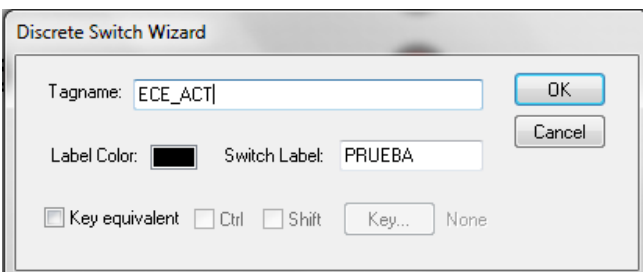 Discrete Switch Wizard
Tagname: ECE_ACT OK
Cancel
Label Color: Switch Label: PRUEBA
Key equivalent Ctrl Shift Key... None